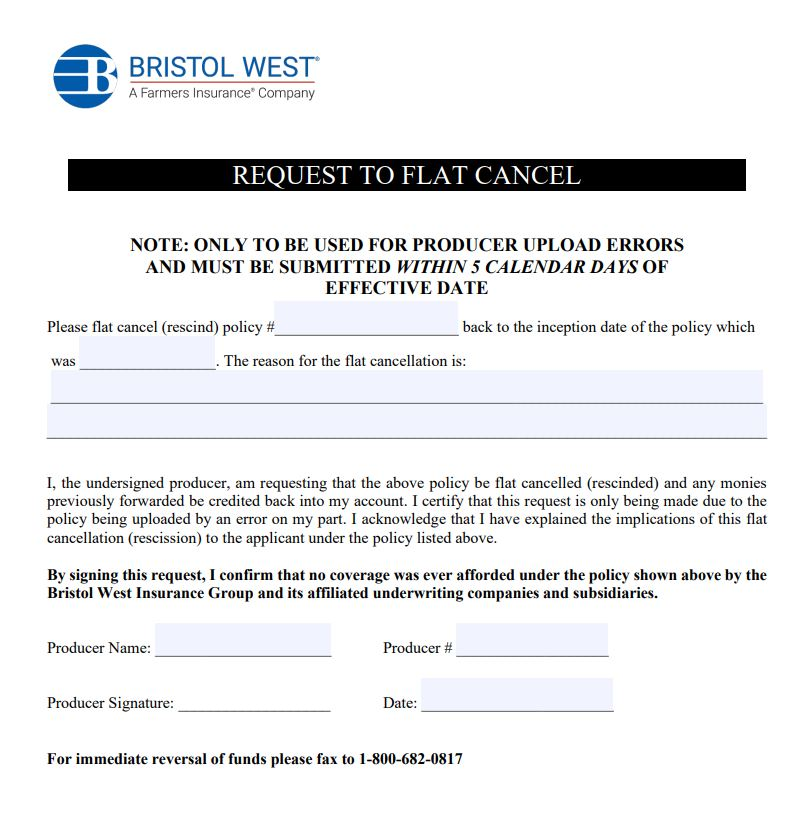 BRISTOL WEST®
A Farmers Insurance® Company
REQUEST TO FLAT CANCEL
NOTE: ONLY TO BE USED FOR PRODUCER UPLOAD ERRORS
AND MUST BE SUBMITTED WITHIN 5 CALENDAR DAYS OF
EFFECTIVE DATE
Please flat cancel (rescind) policy #_______________________ back to the inception date of the policy which
was _________________. The reason for the flat cancellation is:
I, the undersigned producer, am requesting that the above policy be flat cancelled (rescinded) and any monies
previously forwarded be credited back into my account. I certify that this request is only being made due to the
policy being uploaded by an error on my part. I acknowledge that I have explained the implications of this flat
cancellation (rescission) to the applicant under the policy listed above.
By signing this request, I confirm that no coverage was ever afforded under the policy shown above by the
Bristol West Insurance Group and its affiliated underwriting companies and subsidiaries.
Producer Name: ______________________ Producer # ___________________
Producer Signature: ___________________ Date: ________________________
For immediate reversal of funds please fax to 1-800-682-0817